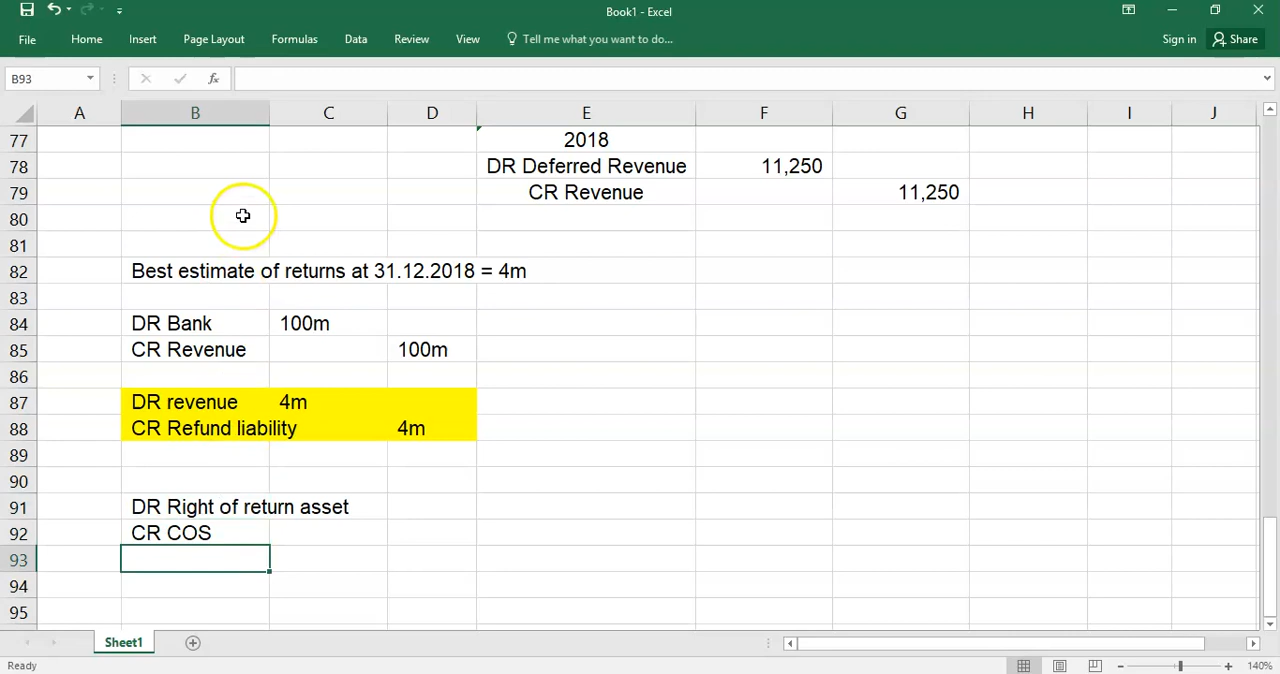 Book1 - Excel
File Home Insert Page Layout Formulas Data Review View Tell me what you want to do... Sign in Share
B93 fx
A B C D E F G H I J
77 2018
78 DR Deferred Revenue 11,250
79 CR Revenue 11,250
80
81
82 Best estimate of returns at 31.12.2018 = 4m
83
84 DR Bank 100m
85 CR Revenue 100m
86
87 DR revenue 4m
88 CR Refund liability 4m
89
90
91 DR Right of return asset
92 CR COS
93
94
95
Sheet1
Ready 140%